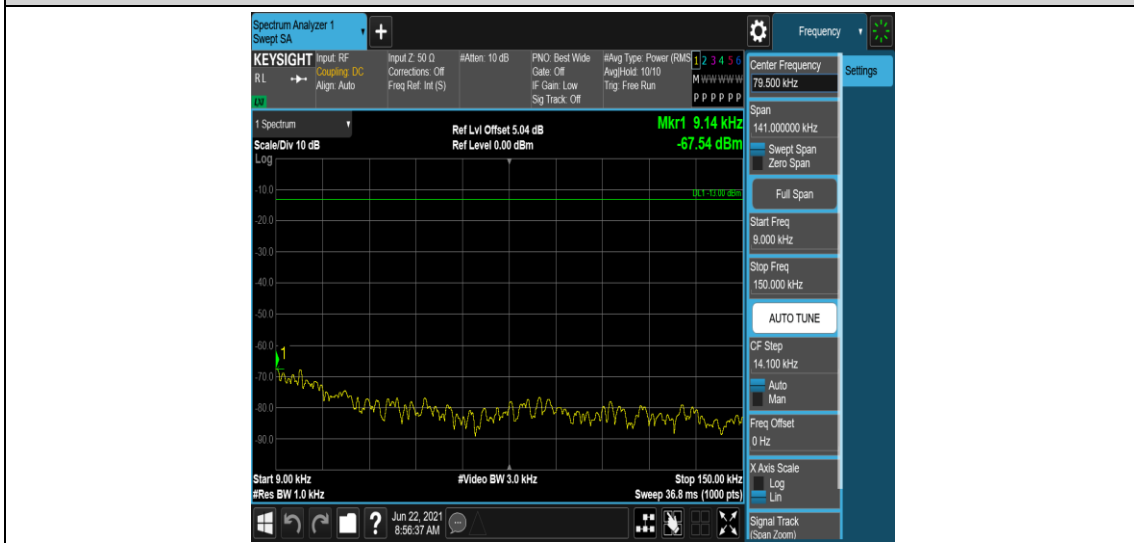 Spectrum Analyzer 1
Swept SA
+
Frequency
KEYSIGHT
RL
LXI
Input: RF
Coupling: DC
Align: Auto
Input Z: 50 Ω
Corrections: Off
Freq Ref: Int (S)
#Atten: 10 dB
PNO: Best Wide
Gate: Off
IF Gain: Low
Sig Track: Off
#Avg Type: Power (RMS
Avg|Hold: 10/10
Trig: Free Run
1 2 3 4 5 6
M W W W W W
P P P P P P
1 Spectrum
Scale/Div 10 dB
Log
Ref Lvl Offset 5.04 dB
Ref Level 0.00 dBm
Mkr1 9.14 kHz
-67.54 dBm
DL1 -13.00 dBm
-10.0
-20.0
-30.0
-40.0
-50.0
-60.0
1
-70.0
-80.0
-90.0
Start 9.00 kHz
#Res BW 1.0 kHz
#Video BW 3.0 kHz
Stop 150.00 kHz
Sweep 36.8 ms (1000 pts)
?
Jun 22, 2021
8:56:37 AM
Center Frequency
79.500 kHz
Settings
Span
141.000000 kHz
Swept Span
Zero Span
Full Span
Start Freq
9.000 kHz
Stop Freq
150.000 kHz
AUTO TUNE
CF Step
14.100 kHz
Auto
Man
Freq Offset
0 Hz
X Axis Scale
Log
Lin
Signal Track
(Span Zoom)